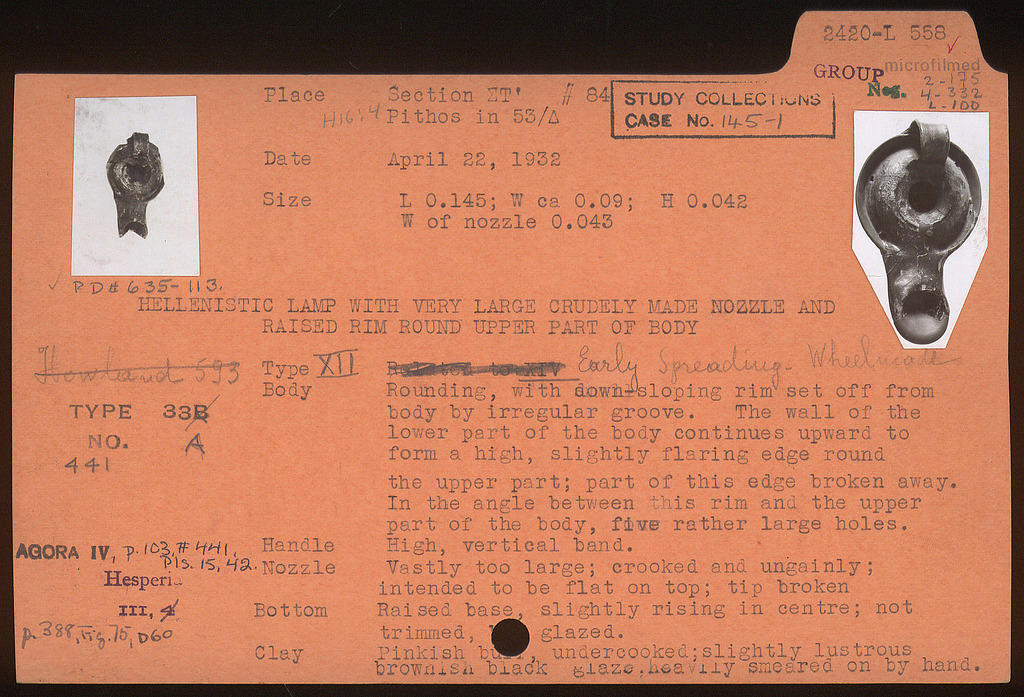 2420-L 558
GROUP microfilmed
Neg. 2-175
4-332
L-100
Place Section ΣΤ' # 84
H16:4 Pithos in 53/Δ
STUDY COLLECTIONS
CASE No. 145-1
Date April 22, 1932
Size L 0.145; W ca 0.09; H 0.042
W of nozzle 0.043
PD# 635-113.
HELLENISTIC LAMP WITH VERY LARGE CRUDELY MADE NOZZLE AND
RAISED RIM ROUND UPPER PART OF BODY
Howland 593
Type XII Related to XIV Early Spreading Wheelmade
Body Rounding, with down-sloping rim set off from
TYPE 33B
body by irregular groove. The wall of the
NO. A
lower part of the body continues upward to
441
form a high, slightly flaring edge round
the upper part; part of this edge broken away.
In the angle between this rim and the upper
part of the body, five rather large holes.
AGORA IV, p. 103, # 441,
Pls. 15, 42.
Handle High, vertical band.
Nozzle Vastly too large; crooked and ungainly;
intended to be flat on top; tip broken
Hesperia
III, 4
p. 388, Fig. 75, D60
Bottom Raised base, slightly rising in centre; not
trimmed, glazed.
Clay Pinkish buff, undercooked;slightly lustrous
brownish black glaze,heavily smeared on by hand.